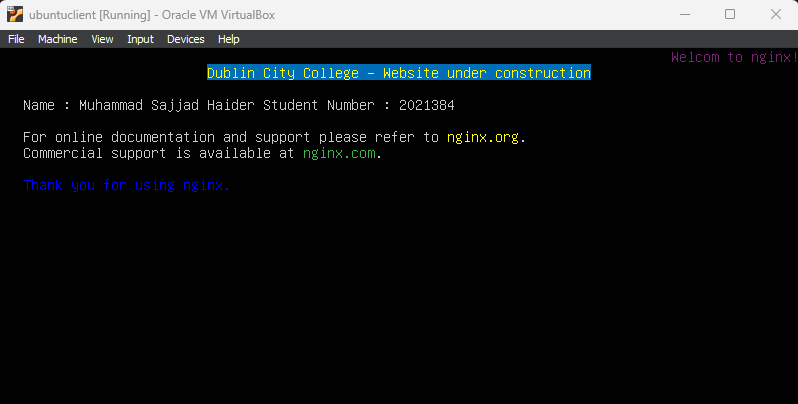 ubuntuclient [Running] - Oracle VM VirtualBox
File Machine View Input Devices Help
Welcom to nginx!
Dublin City College - Website under construction
Name : Muhammad Sajjad Haider Student Number : 2021384
For online documentation and support please refer to nginx.org.
Commercial support is available at nginx.com.
Thank you for using nginx.